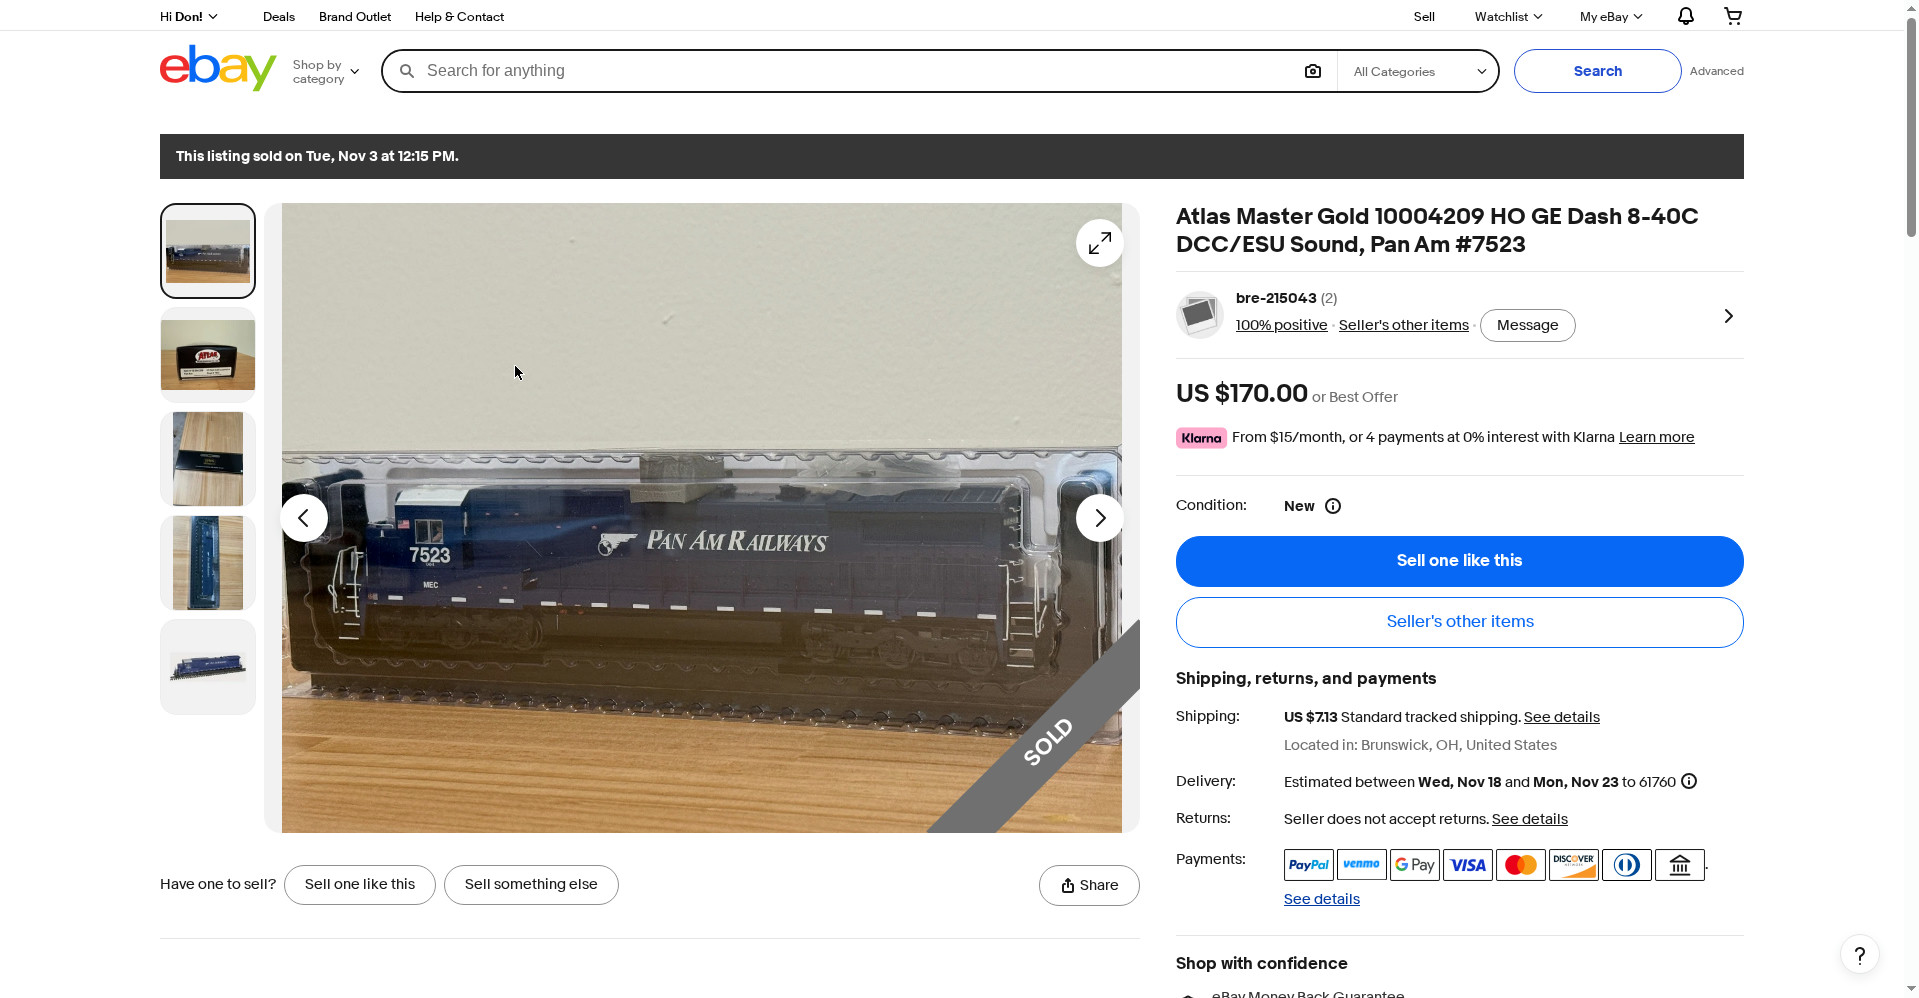 Hi Don!
Deals
Brand Outlet
Help & Contact
Sell
Watchlist
My eBay
ebay
Shop by
category
Search for anything
All Categories
Search
Advanced
This listing sold on Tue, Nov 3 at 12:15 PM.
Atlas Master Gold 10004209 HO GE Dash 8-40C
DCC/ESU Sound, Pan Am #7523
bre-215043 (2)
100% positive · Seller's other items ·
Message
US $170.00 or Best Offer
Klarna From $15/month, or 4 payments at 0% interest with Klarna Learn more
Condition:
New
Sell one like this
Seller's other items
Shipping, returns, and payments
Shipping:
US $7.13 Standard tracked shipping. See details
Located in: Brunswick, OH, United States
Delivery:
Estimated between Wed, Nov 18 and Mon, Nov 23 to 61760
Returns:
Seller does not accept returns. See details
Payments:
PayPal
venmo
G Pay
VISA
DISCOVER
.
See details
Shop with confidence
eBay Money Back Guarantee
ATLAS
7523
MEC
PAN AM RAILWAYS
SOLD
Have one to sell?
Sell one like this
Sell something else
Share
?